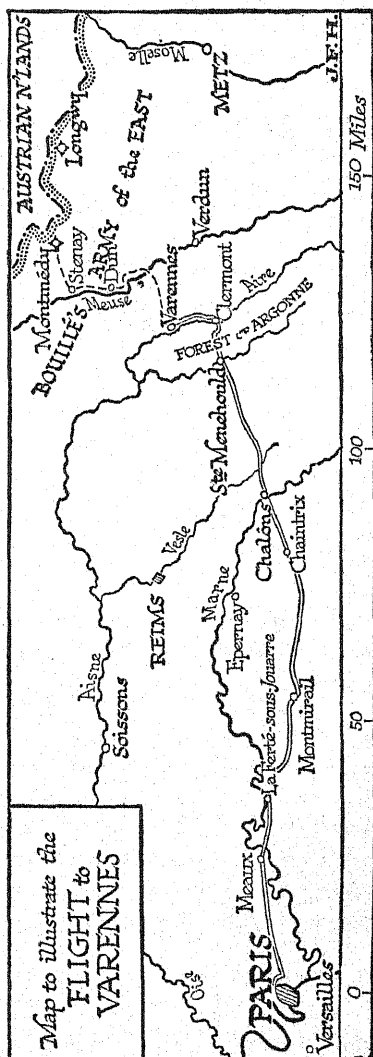 Map to illustrate the
FLIGHT to
VARENNES
AUSTRIAN N'LANDS
Longwy
Moselle
METZ
Montmédy
Stenay
BOUILLÉ'S ARMY of the EAST
Dun
Meuse
Verdun
Varennes
Clermont
Aire
FOREST OF ARGONNE
Ste Menehould
Aisne
Soissons
Vesle
REIMS
Marne
Epernay
Chalôns
Chaintrix
Montmirail
La Ferté-sous-Jouarre
Meaux
Oise
PARIS
Versailles
0
50
100
150 Miles
J.F.H.